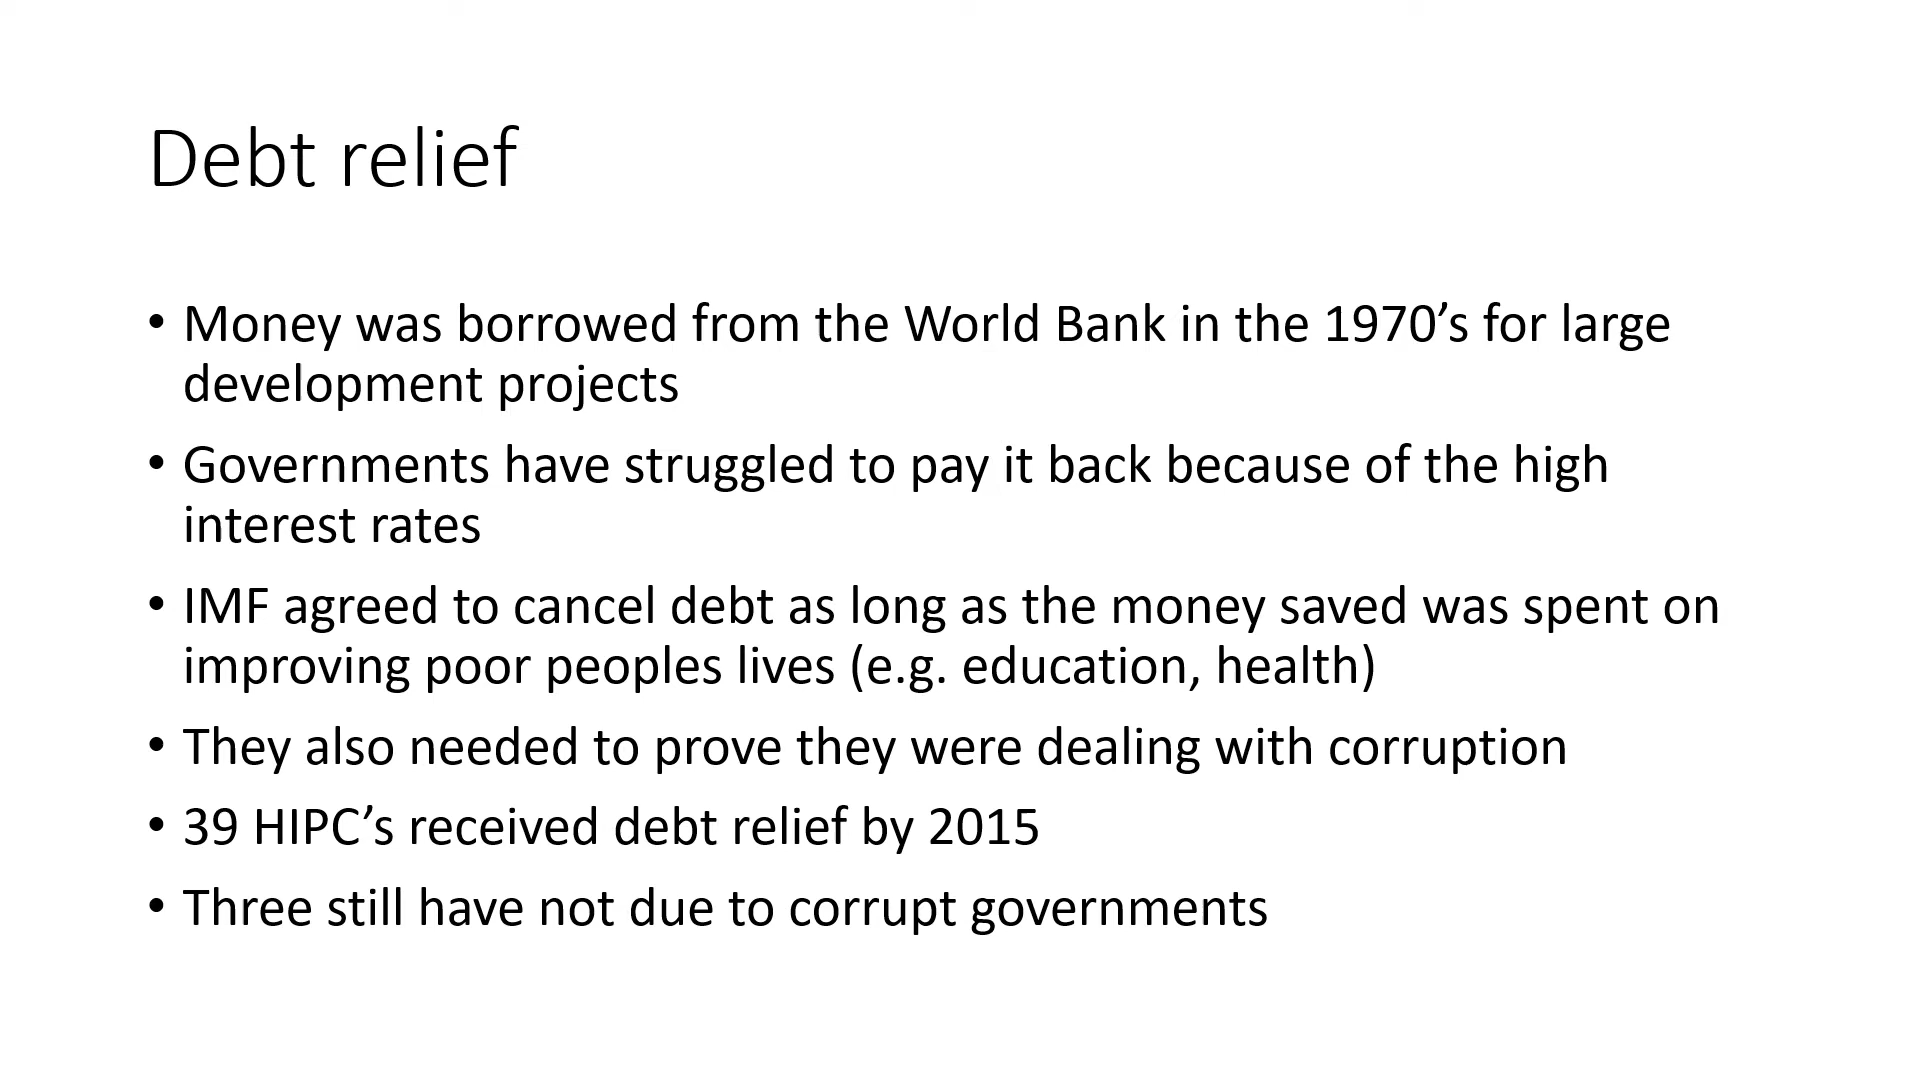 Debt relief
• Money was borrowed from the World Bank in the 1970’s for large
development projects
• Governments have struggled to pay it back because of the high
interest rates
• IMF agreed to cancel debt as long as the money saved was spent on
improving poor peoples lives (e.g. education, health)
• They also needed to prove they were dealing with corruption
• 39 HIPC’s received debt relief by 2015
• Three still have not due to corrupt governments